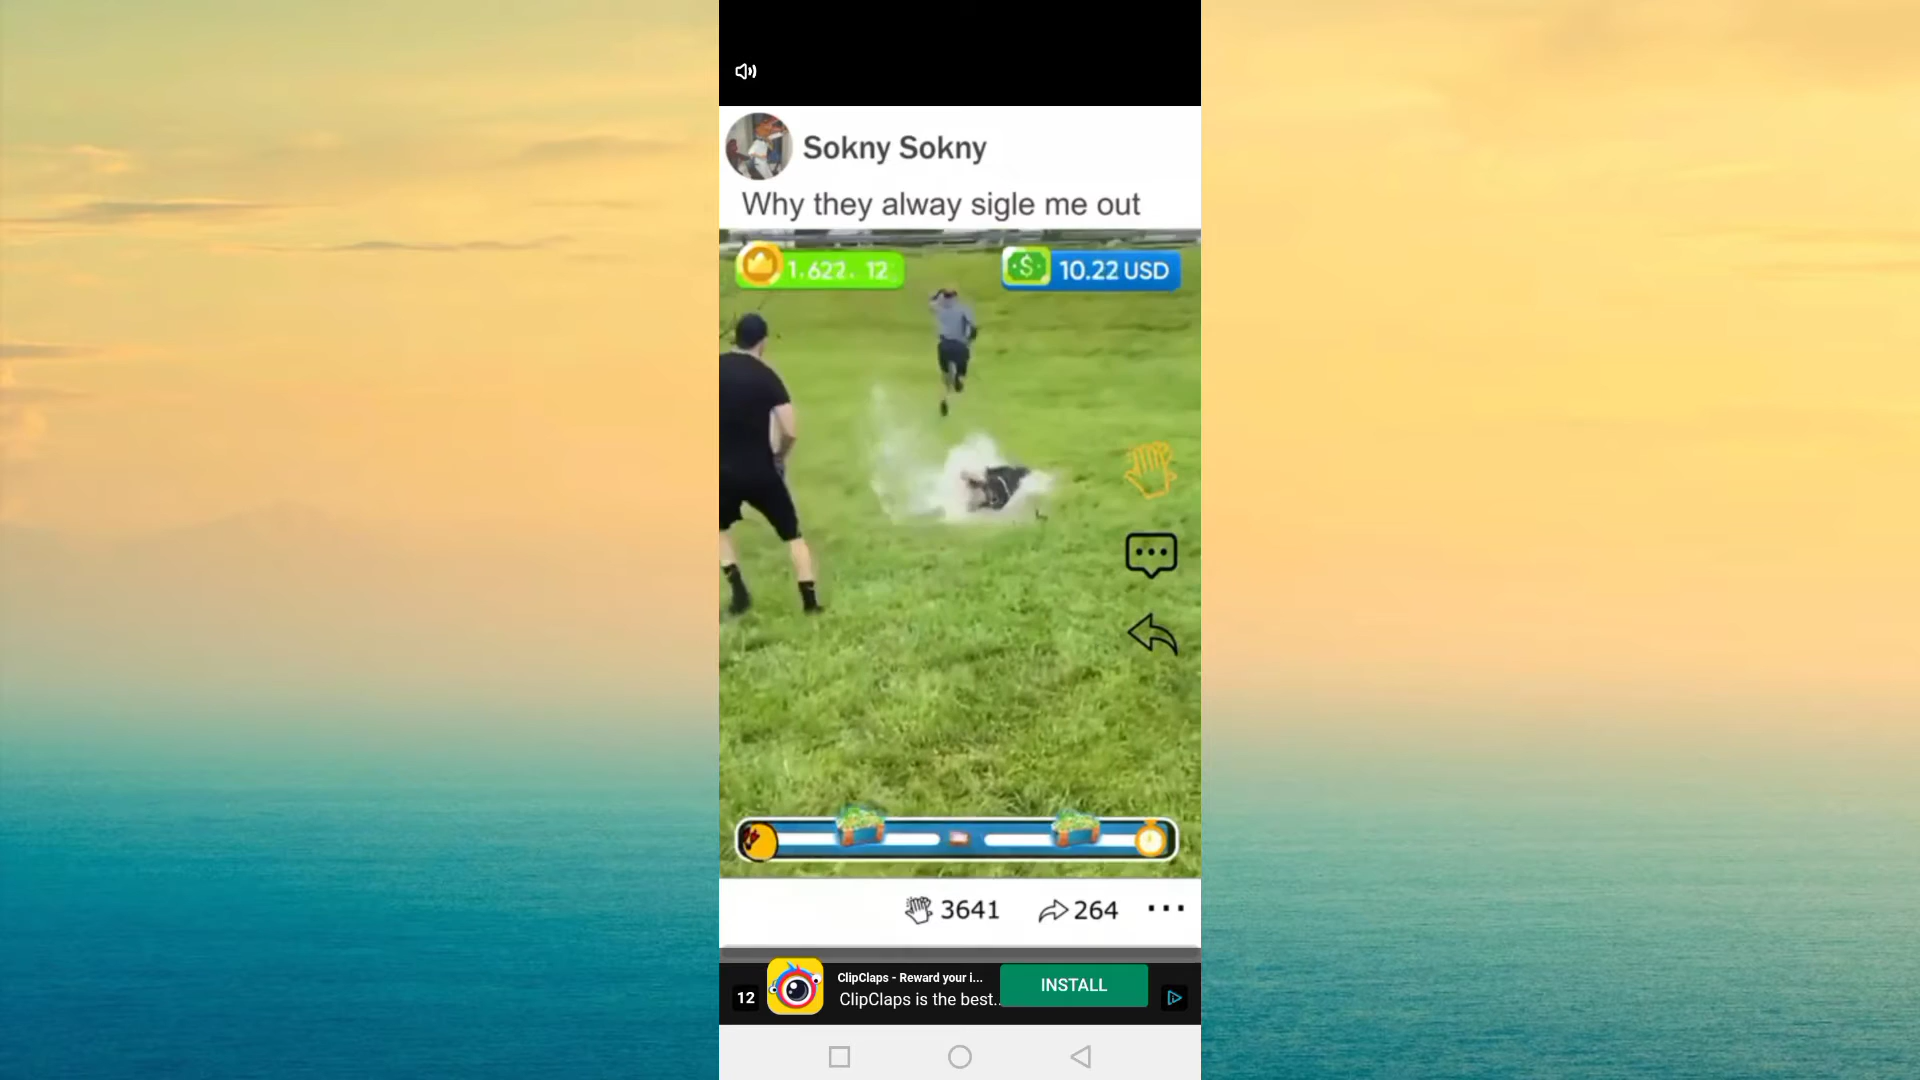 Sokny Sokny
Why they alway sigle me out
1.622. 12
10.22 USD
3641
264
ClipClaps - Reward your i...
ClipClaps is the best..
INSTALL
12